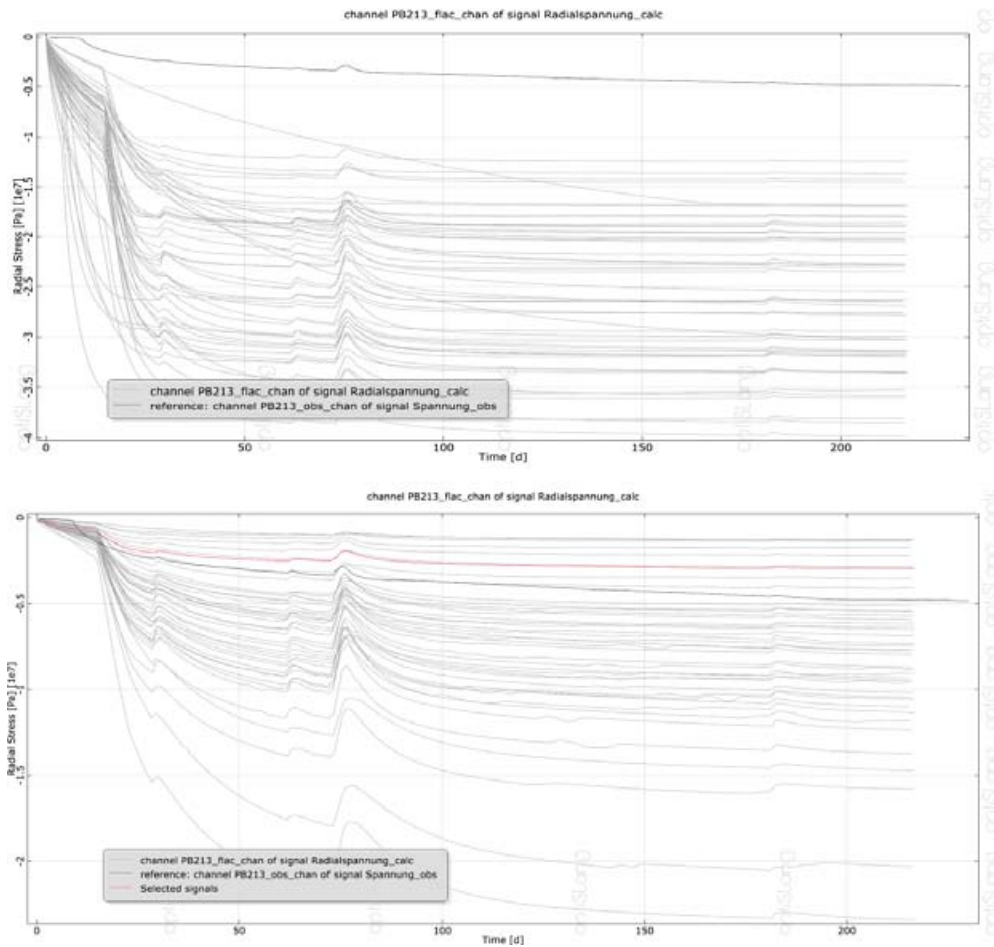 channel PB213_flac_chan of signal Radialspannung_calc
optiSLang
0
-0.5
-1
-1.5
-2
-2.5
-3
-3.5
-4
Radial Stress [Pa] [1e7]
channel PB213_flac_chan of signal Radialspannung_calc
reference: channel PB213_obs_chan of signal Spannung_obs
0 50 100 150 200
Time [d]
channel PB213_flac_chan of signal Radialspannung_calc
0
-0.5
-1
-1.5
-2
Radial Stress [Pa] [1e7]
channel PB213_flac_chan of signal Radialspannung_calc
reference: channel PB213_obs_chan of signal Spannung_obs
Selected signals
optiSLang
0 50 100 150 200
Time [d]